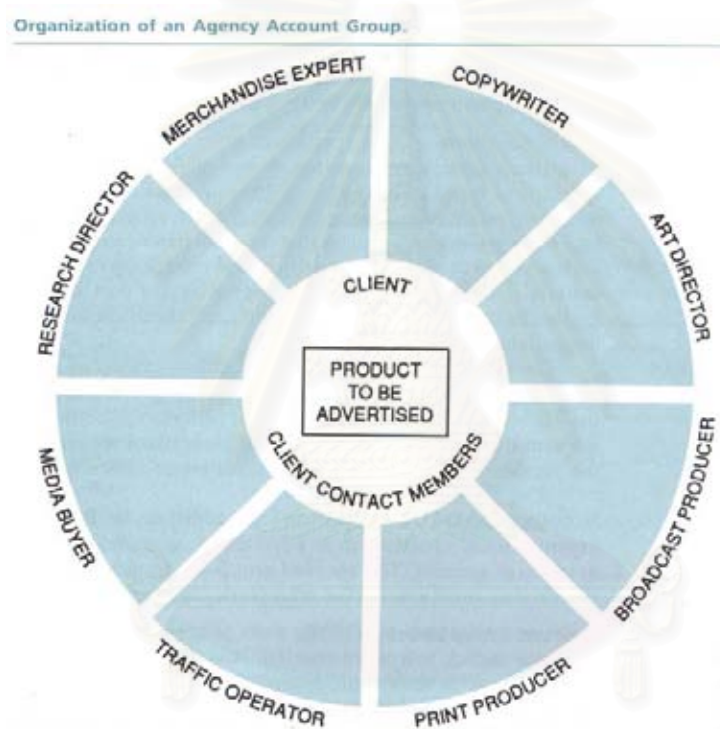 Organization of an Agency Account Group.
MERCHANDISE EXPERT
COPYWRITER
ART DIRECTOR
BROADCAST PRODUCER
PRINT PRODUCER
TRAFFIC OPERATOR
MEDIA BUYER
RESEARCH DIRECTOR
CLIENT
PRODUCT
TO BE
ADVERTISED
CLIENT CONTACT MEMBERS